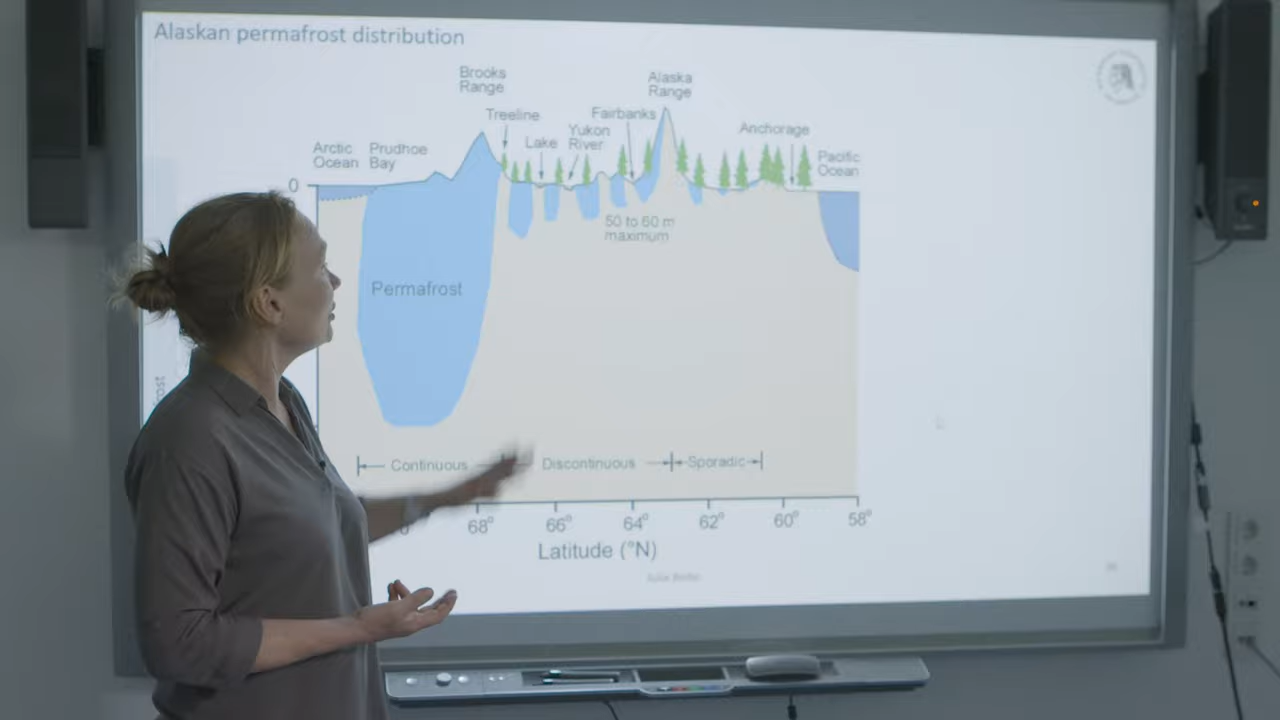 Alaskan permafrost distribution
Brooks
Range
Alaska
Range
Treeline
Fairbanks
Lake
Yukon
River
Anchorage
Arctic
Ocean
Prudhoe
Bay
Pacific
Ocean
0
50 to 60 m
maximum
Permafrost
Continuous
Discontinuous
Sporadic
68°
66°
64°
62°
60°
58°
Latitude (°N)